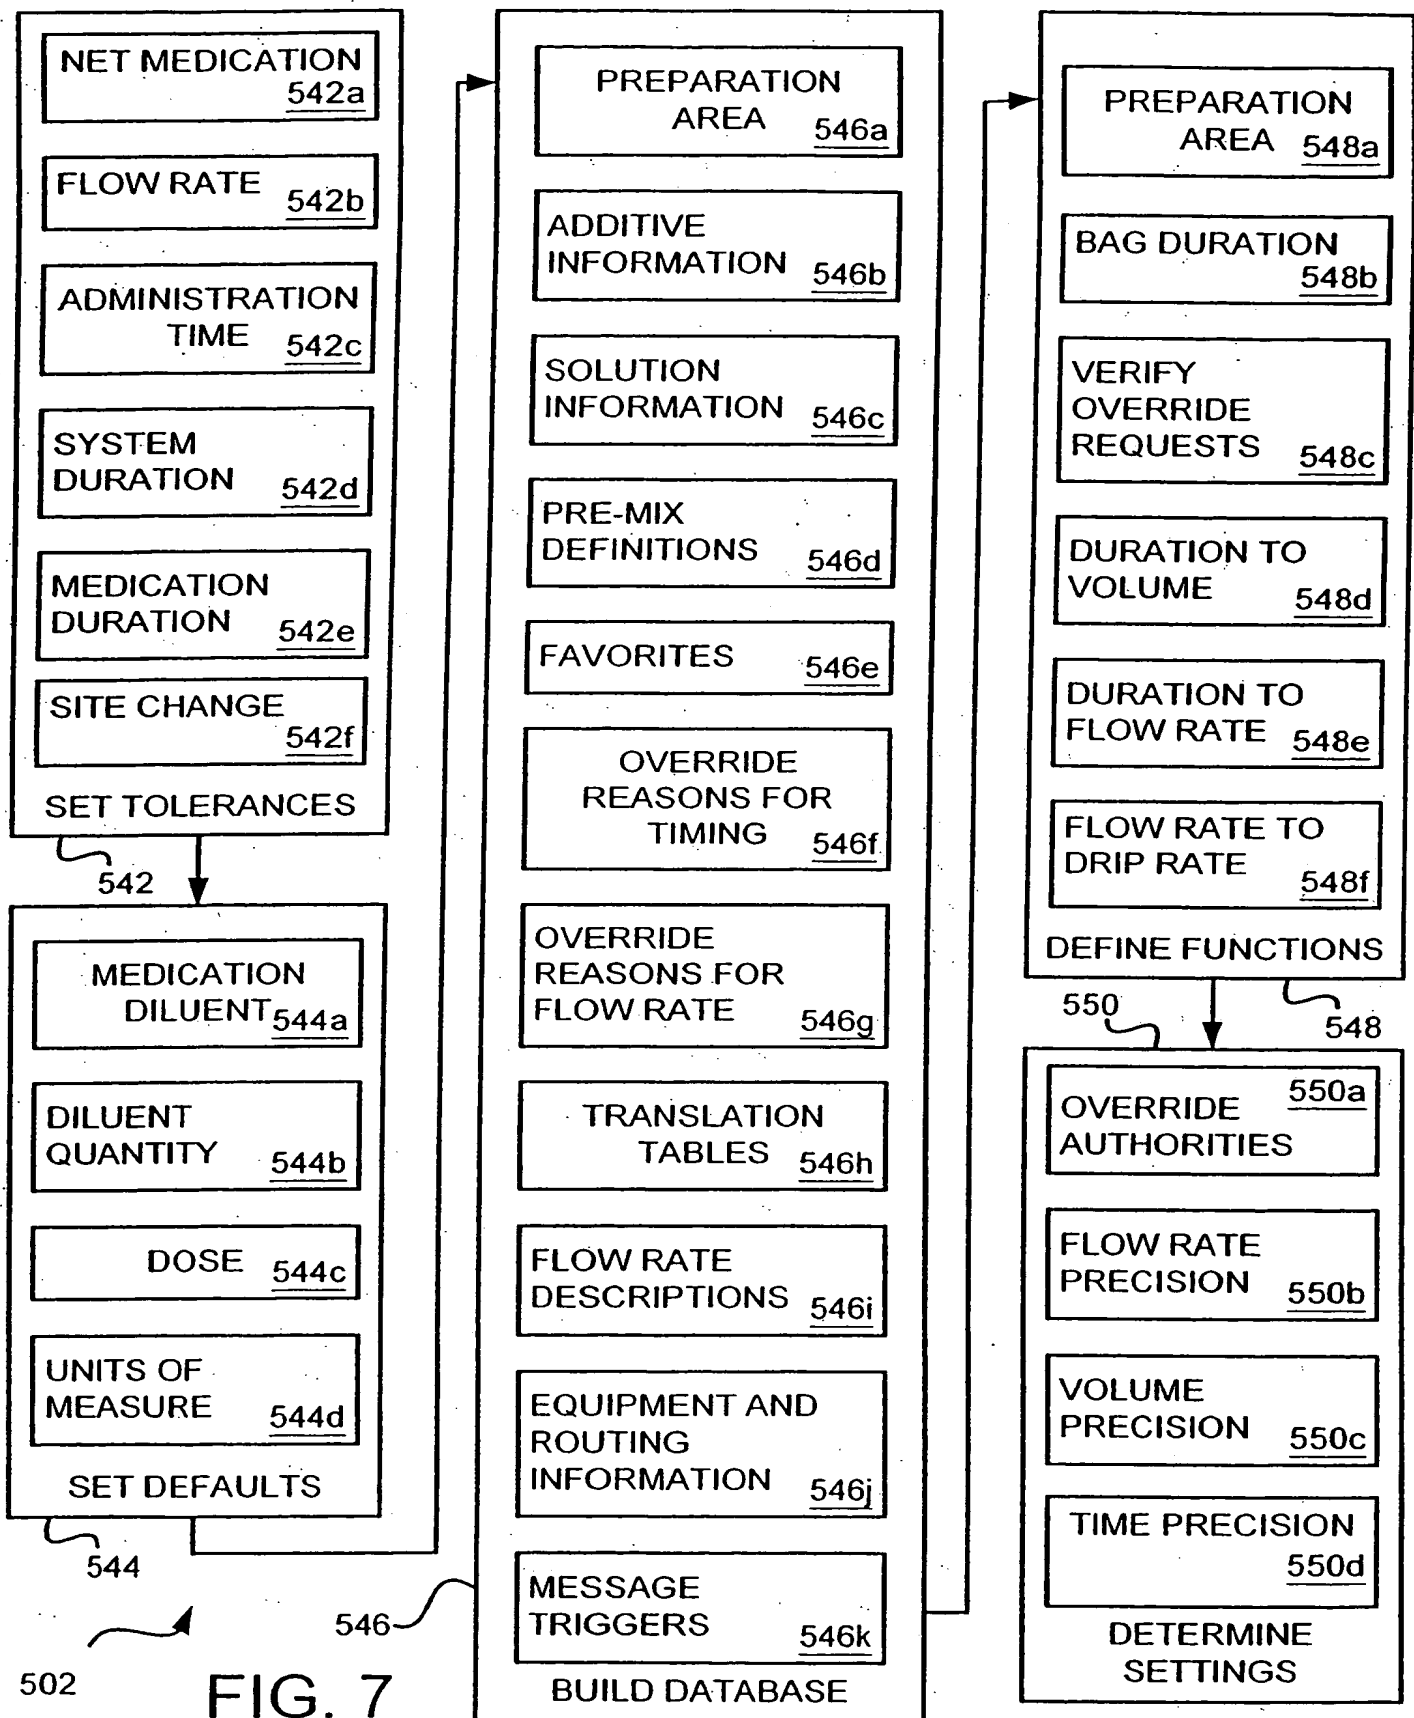 NET MEDICATION
542a
FLOW RATE
542b
ADMINISTRATION
TIME 542c
SYSTEM
DURATION 542d
MEDICATION
DURATION 542e
SITE CHANGE
542f
SET TOLERANCES
542
MEDICATION
DILUENT 544a
DILUENT
QUANTITY 544b
DOSE 544c
UNITS OF
MEASURE 544d
SET DEFAULTS
544
502
FIG. 7
PREPARATION
AREA 546a
ADDITIVE
INFORMATION 546b
SOLUTION
INFORMATION 546c
PRE-MIX
DEFINITIONS 546d
FAVORITES 546e
OVERRIDE
REASONS FOR
TIMING 546f
OVERRIDE
REASONS FOR
FLOW RATE 546g
TRANSLATION
TABLES 546h
FLOW RATE
DESCRIPTIONS 546i
EQUIPMENT AND
ROUTING
INFORMATION 546j
MESSAGE
TRIGGERS 546k
BUILD DATABASE
546
PREPARATION
AREA 548a
BAG DURATION
548b
VERIFY
OVERRIDE
REQUESTS 548c
DURATION TO
VOLUME 548d
DURATION TO
FLOW RATE 548e
FLOW RATE TO
DRIP RATE 548f
DEFINE FUNCTIONS
548
550
550a
OVERRIDE
AUTHORITIES
FLOW RATE
PRECISION 550b
VOLUME
PRECISION 550c
TIME PRECISION
550d
DETERMINE
SETTINGS